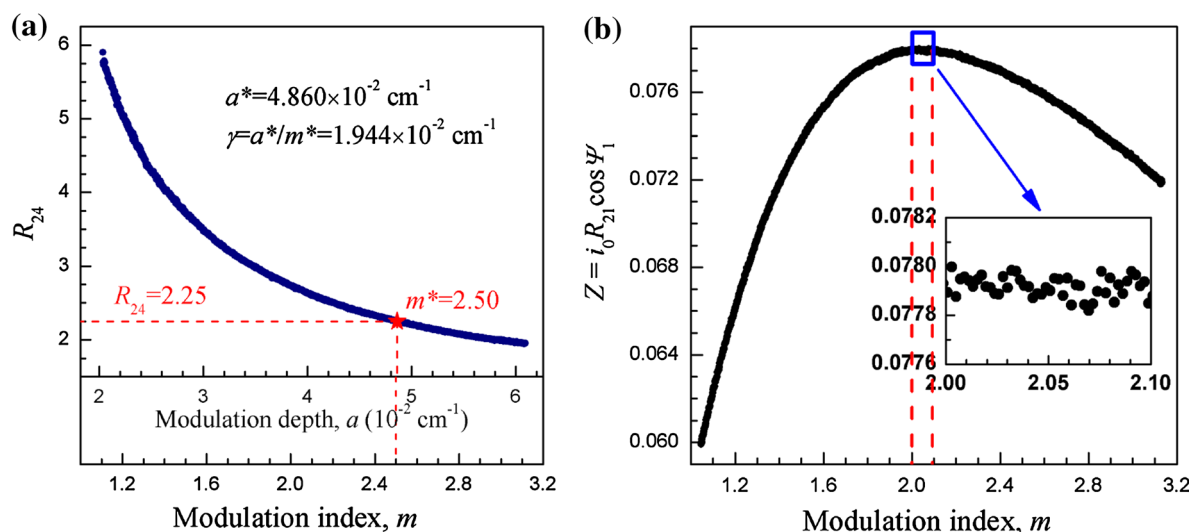 (a)
6
5
4
3
2
R24
a*=4.860×10-2 cm-1
γ=a*/m*=1.944×10-2 cm-1
R24=2.25
m*=2.50
2 3 4 5 6
Modulation depth, a (10-2 cm-1)
1.2 1.6 2.0 2.4 2.8 3.2
Modulation index, m
(b)
0.076
0.072
0.068
0.064
0.060
Z = i0R21cosΨ1
0.0782
0.0780
0.0778
0.0776
2.00 2.05 2.10
1.2 1.6 2.0 2.4 2.8 3.2
Modulation index, m